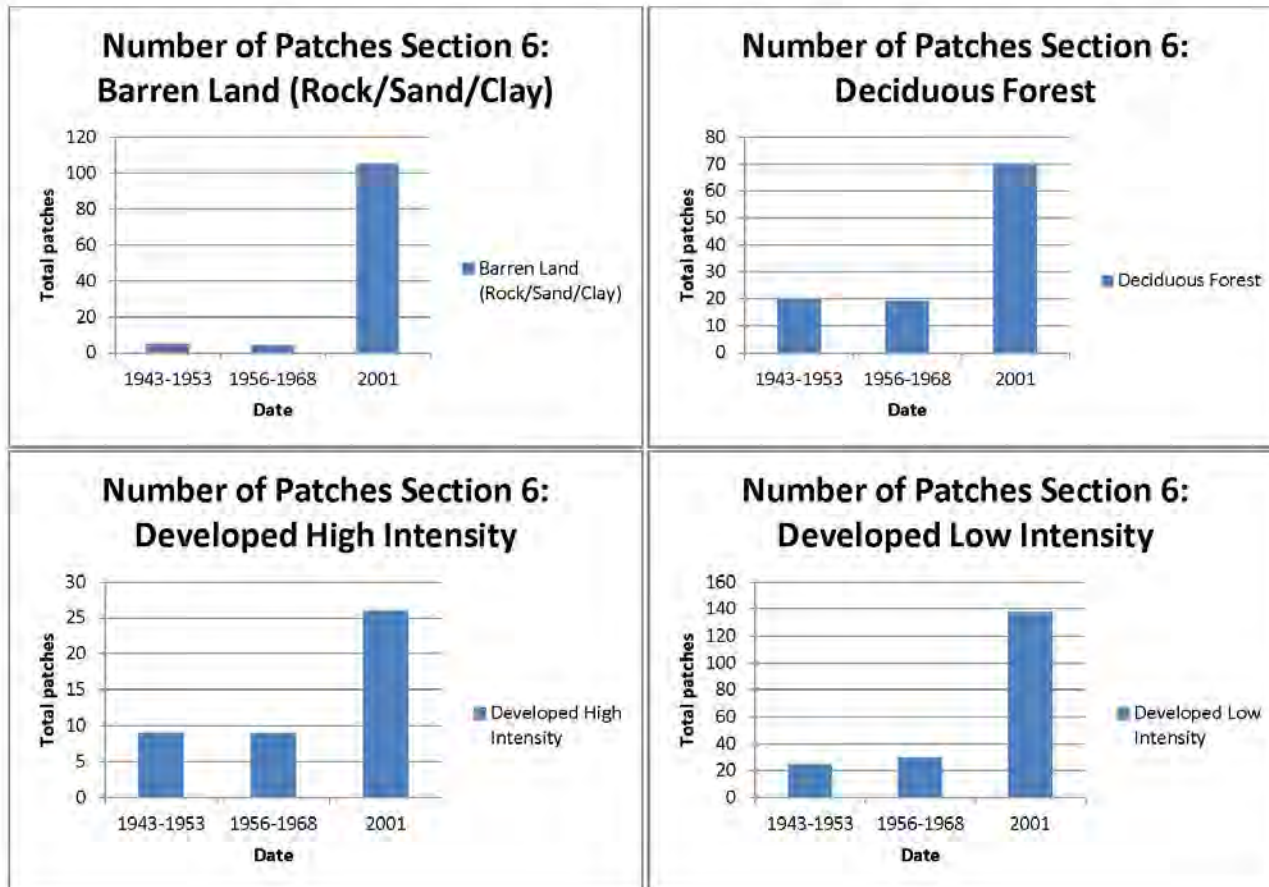 Number of Patches Section 6:
Barren Land (Rock/Sand/Clay)
120
100
80
60
40
20
0
Total patches
1943-1953 1956-1968 2001
Date
Barren Land
(Rock/Sand/Clay)
Number of Patches Section 6:
Deciduous Forest
80
70
60
50
40
30
20
10
0
Total patches
1943-1953 1956-1968 2001
Date
Deciduous Forest
Number of Patches Section 6:
Developed High Intensity
30
25
20
15
10
5
0
Total patches
1943-1953 1956-1968 2001
Date
Developed High
Intensity
Number of Patches Section 6:
Developed Low Intensity
160
140
120
100
80
60
40
20
0
Total patches
1943-1953 1956-1968 2001
Date
Developed Low
Intensity